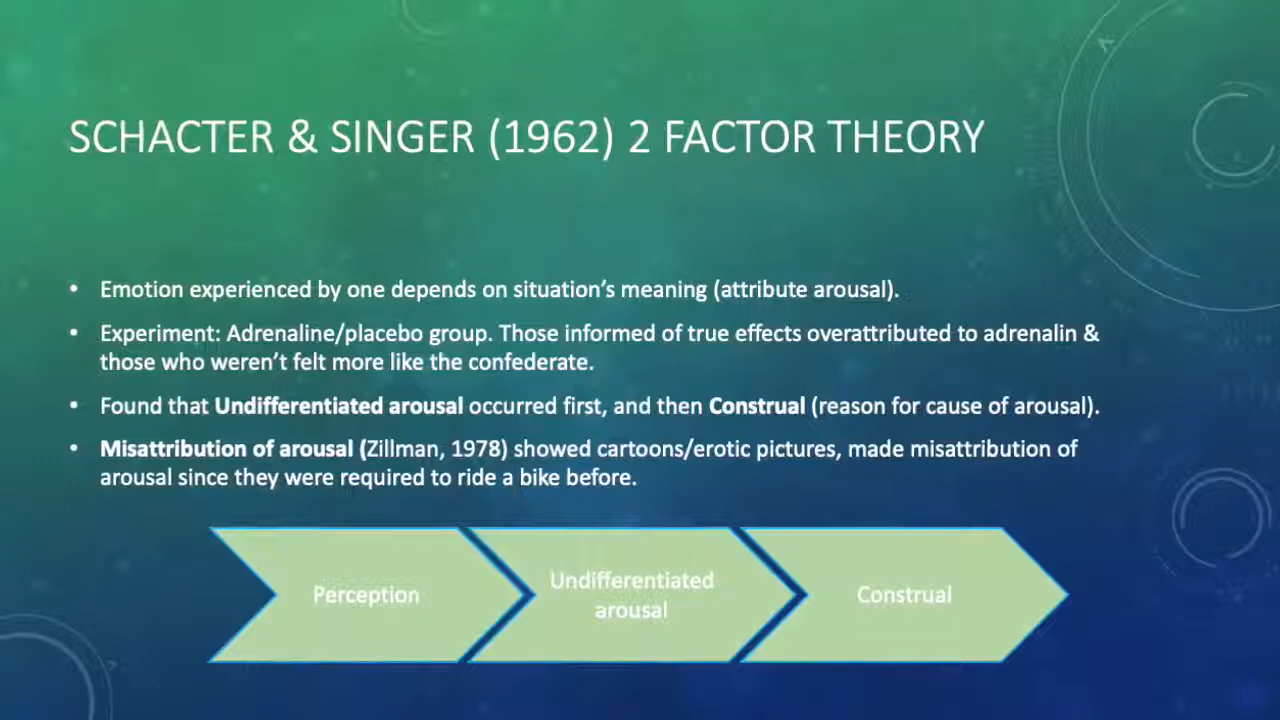 SCHACTER & SINGER (1962) 2 FACTOR THEORY
• Emotion experienced by one depends on situation’s meaning (attribute arousal).
• Experiment: Adrenaline/placebo group. Those informed of true effects overattributed to adrenalin &
those who weren’t felt more like the confederate.
• Found that Undifferentiated arousal occurred first, and then Construal (reason for cause of arousal).
• Misattribution of arousal (Zillman, 1978) showed cartoons/erotic pictures, made misattribution of
arousal since they were required to ride a bike before.
Perception
Undifferentiated
arousal
Construal